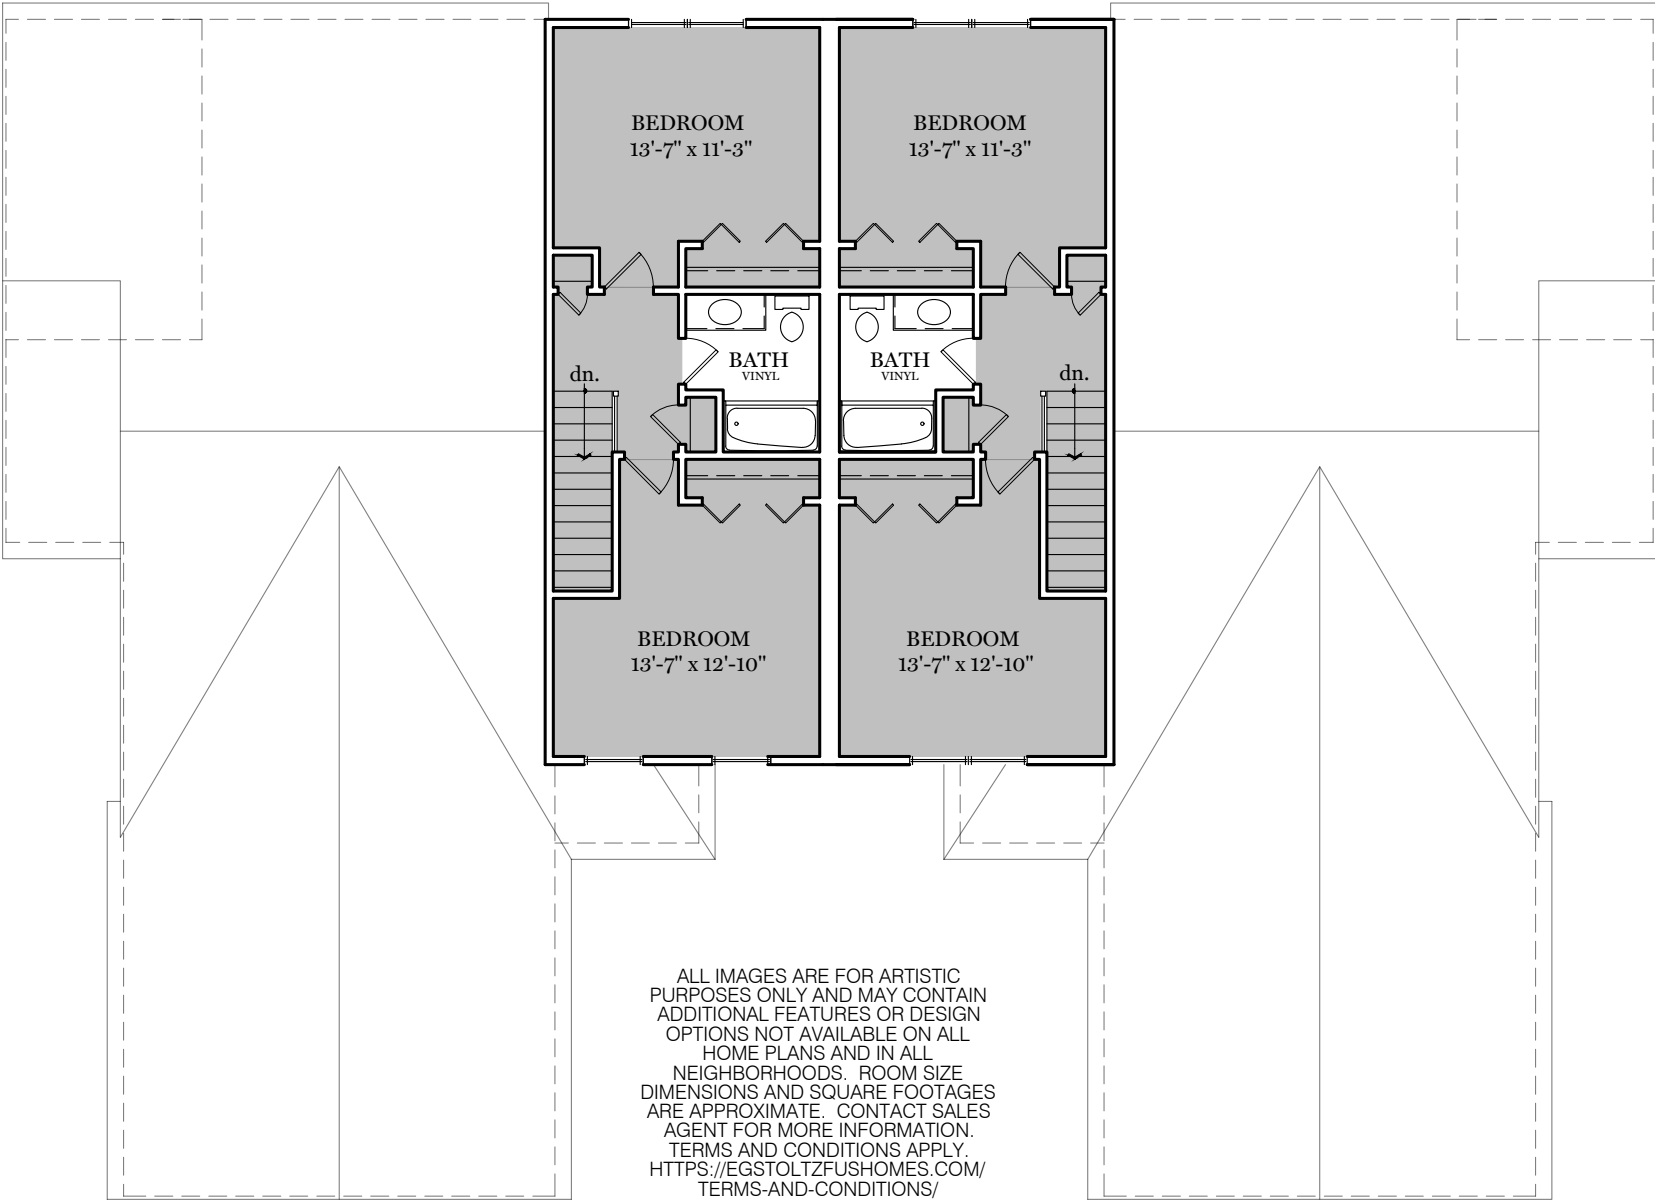 BEDROOM
13'-7" x 11'-3"
BEDROOM
13'-7" x 11'-3"
BATH
VINYL
BATH
VINYL
dn.
dn.
BEDROOM
13'-7" x 12'-10"
BEDROOM
13'-7" x 12'-10"
ALL IMAGES ARE FOR ARTISTIC
PURPOSES ONLY AND MAY CONTAIN
ADDITIONAL FEATURES OR DESIGN
OPTIONS NOT AVAILABLE ON ALL
HOME PLANS AND IN ALL
NEIGHBORHOODS. ROOM SIZE
DIMENSIONS AND SQUARE FOOTAGES
ARE APPROXIMATE. CONTACT SALES
AGENT FOR MORE INFORMATION.
TERMS AND CONDITIONS APPLY.
HTTPS://EGSTOLTZFUSHOMES.COM/
TERMS-AND-CONDITIONS/